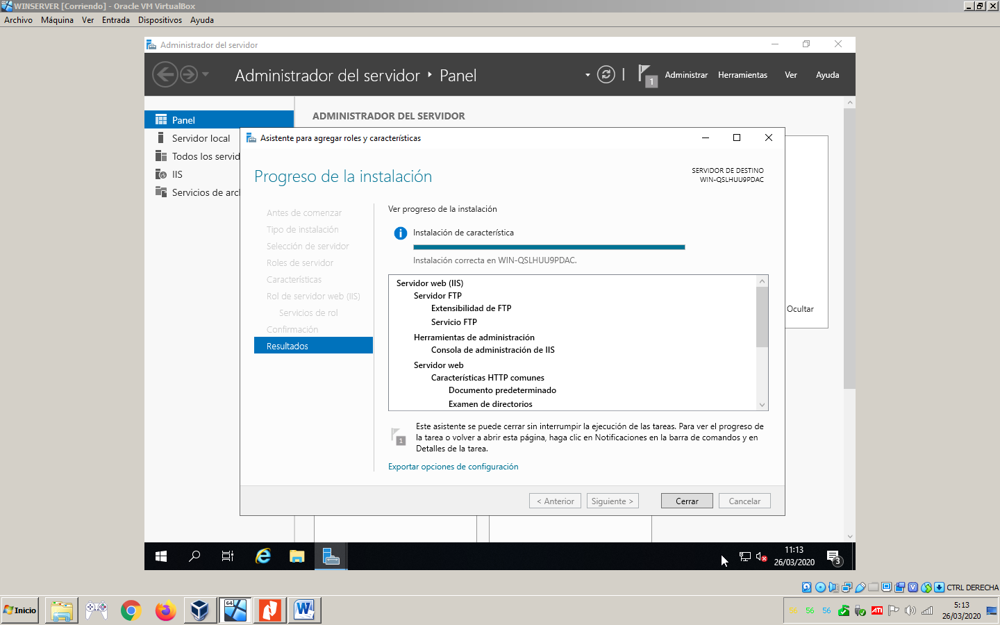 WINSERVER [Corriendo] - Oracle VM VirtualBox
Archivo Máquina Ver Entrada Dispositivos Ayuda
Administrador del servidor
Administrador del servidor ‣ Panel
1
Administrar Herramientas Ver Ayuda
Panel
Servidor local
Todos los servid
IIS
Servicios de arc
ADMINISTRADOR DEL SERVIDOR
Ocultar
Asistente para agregar roles y características
Progreso de la instalación
SERVIDOR DE DESTINO
WIN-QSLHUU9PDAC
Antes de comenzar
Tipo de instalación
Selección de servidor
Roles de servidor
Características
Rol de servidor web (IIS)
Servicios de rol
Confirmación
Resultados
Ver progreso de la instalación
Instalación de característica
Instalación correcta en WIN-QSLHUU9PDAC.
Servidor web (IIS)
Servidor FTP
Extensibilidad de FTP
Servicio FTP
Herramientas de administración
Consola de administración de IIS
Servidor web
Características HTTP comunes
Documento predeterminado
Examen de directorios
1
Este asistente se puede cerrar sin interrumpir la ejecución de las tareas. Para ver el progreso de
la tarea o volver a abrir esta página, haga clic en Notificaciones en la barra de comandos y en
Detalles de la tarea.
Exportar opciones de configuración
< Anterior Siguiente > Cerrar Cancelar
11:13
26/03/2020
3
CTRL DERECHA
Inicio
64
56 56
ATI
5:13
26/03/2020